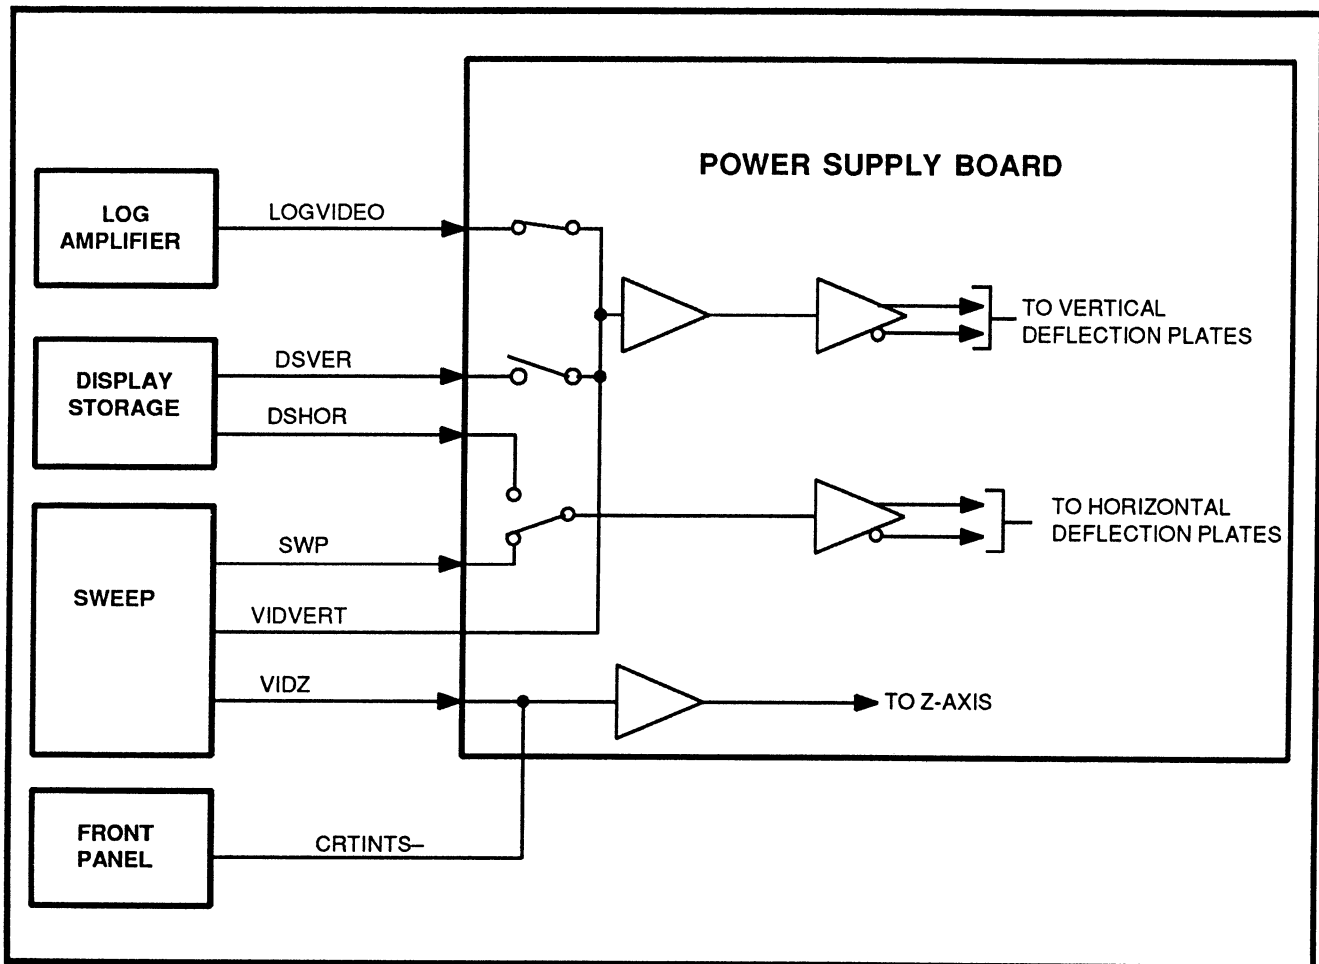 POWER SUPPLY BOARD
LOG
AMPLIFIER
LOGVIDEO
TO VERTICAL
DEFLECTION PLATES
DISPLAY
STORAGE
DSVER
DSHOR
TO HORIZONTAL
DEFLECTION PLATES
SWEEP
SWP
VIDVERT
VIDZ
TO Z-AXIS
FRONT
PANEL
CRTINTS–